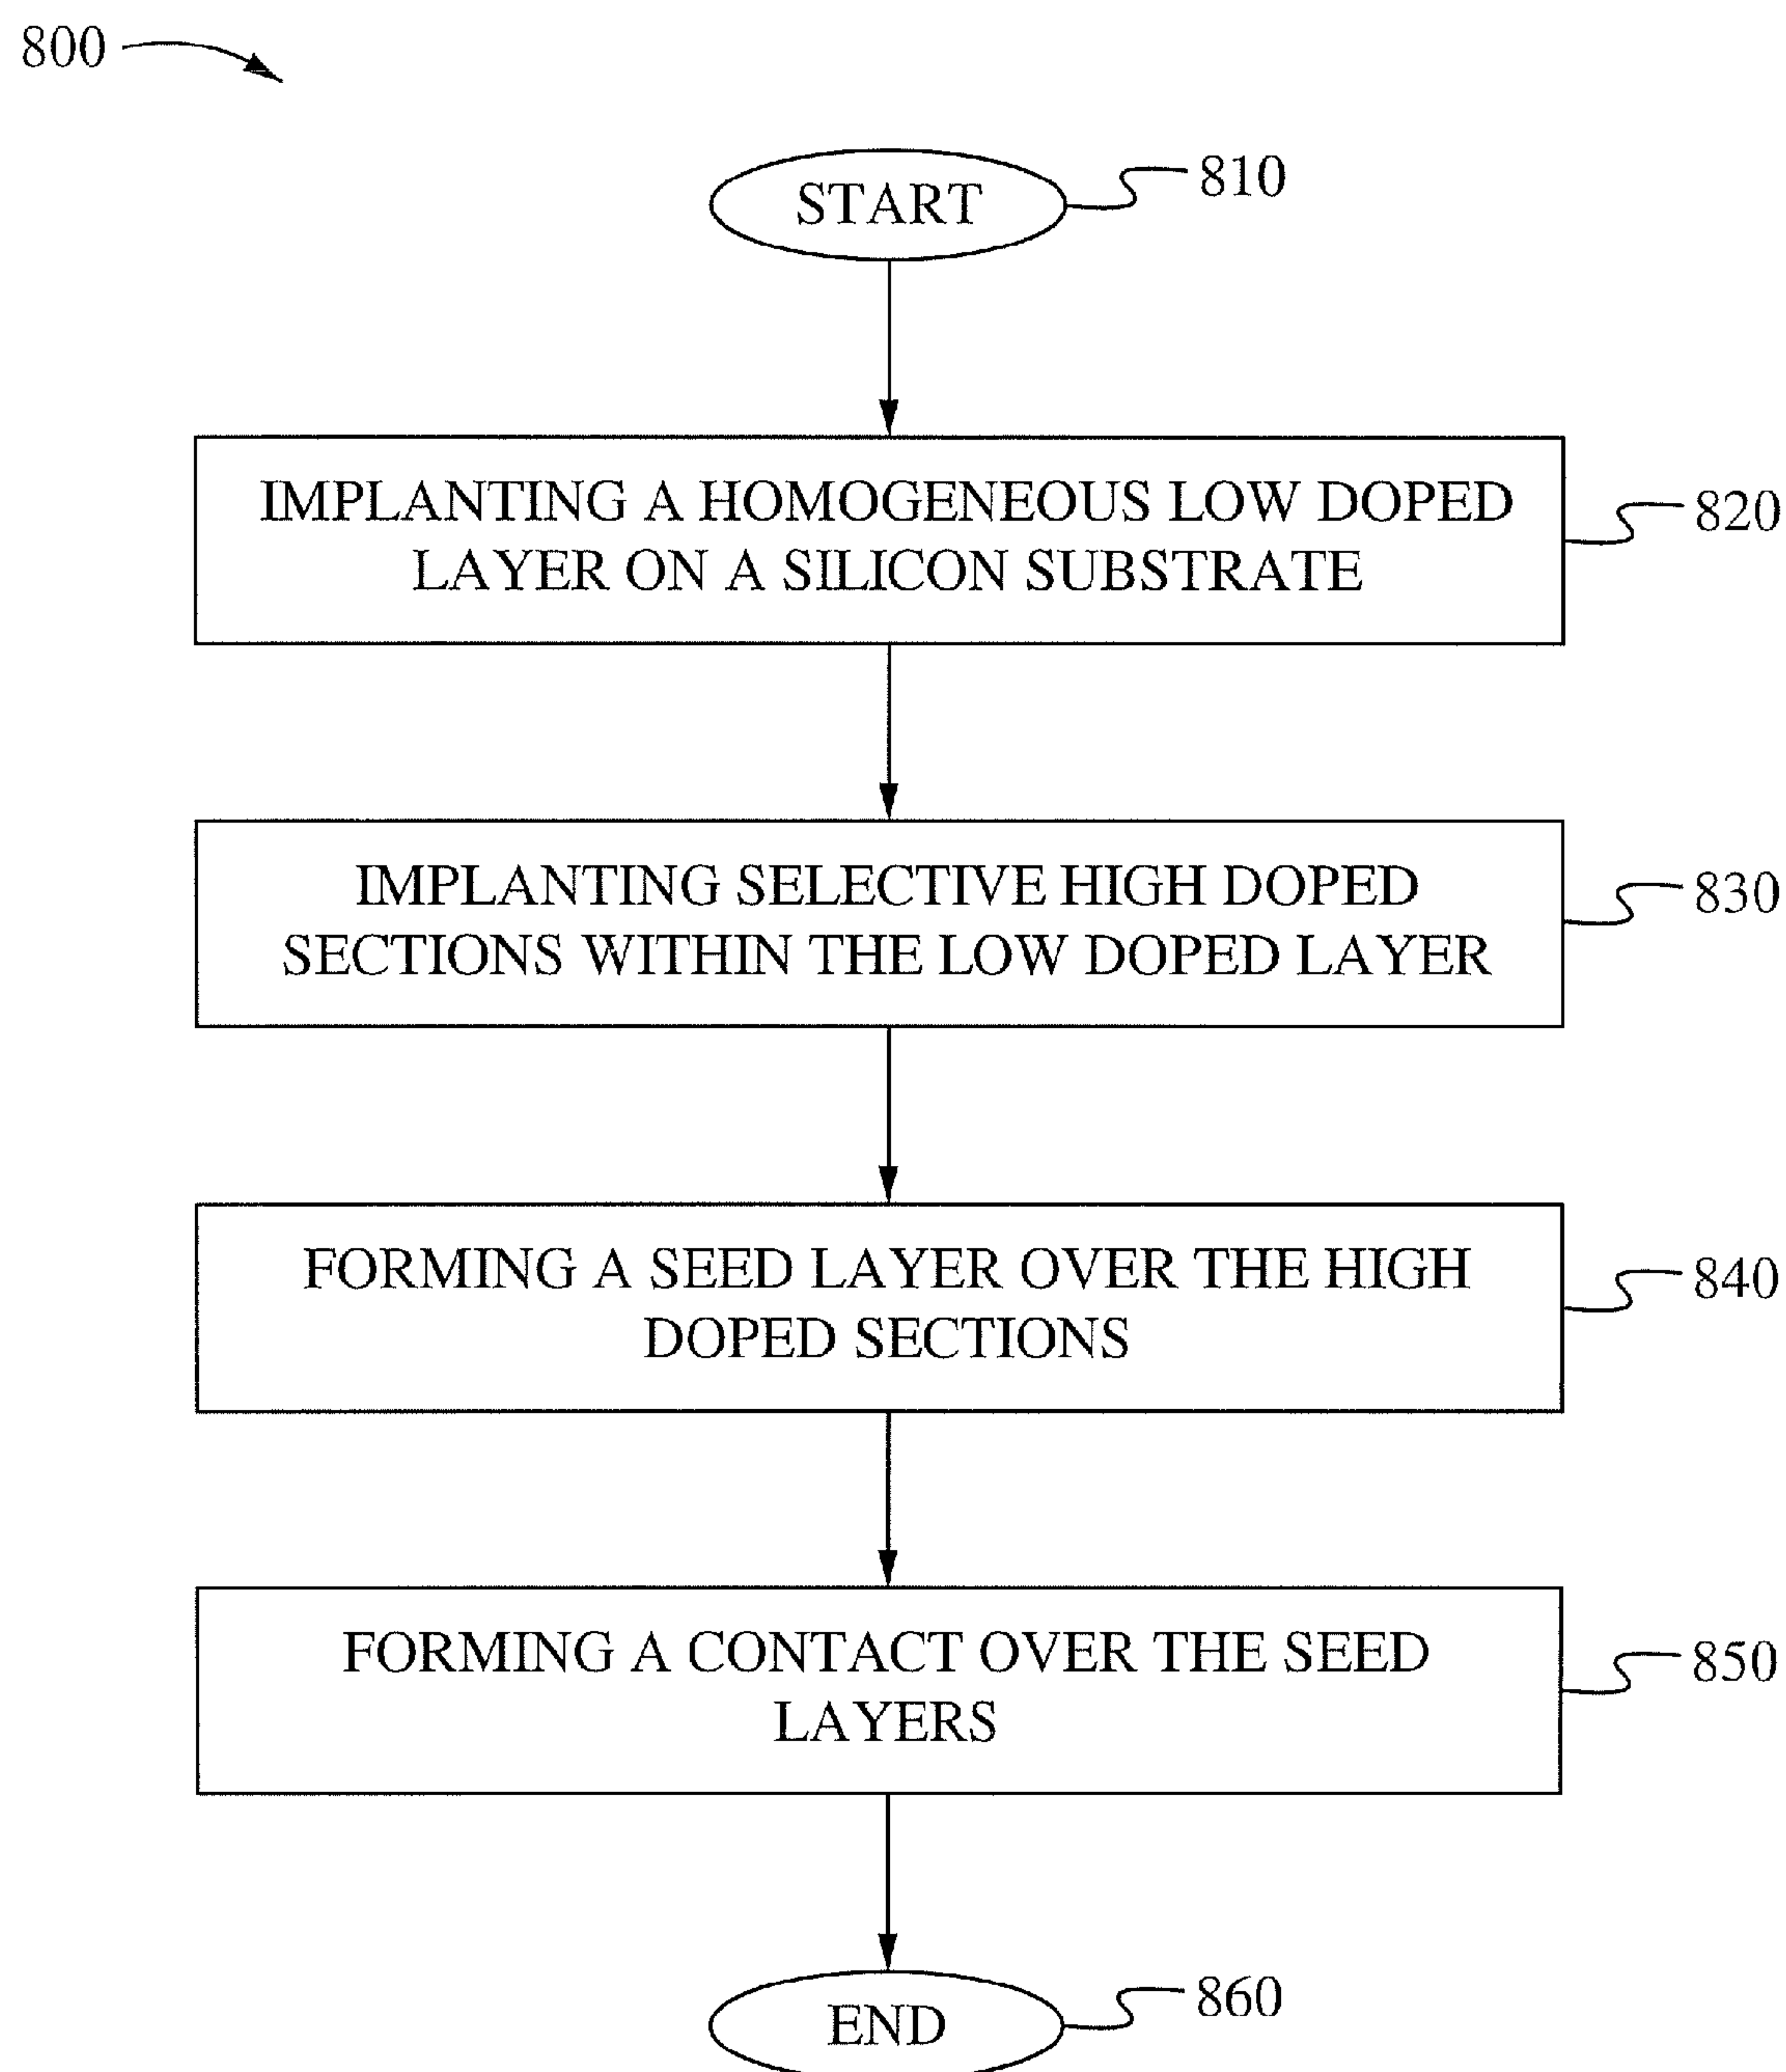 800
START
810
IMPLANTING A HOMOGENEOUS LOW DOPED
LAYER ON A SILICON SUBSTRATE
820
IMPLANTING SELECTIVE HIGH DOPED
SECTIONS WITHIN THE LOW DOPED LAYER
830
FORMING A SEED LAYER OVER THE HIGH
DOPED SECTIONS
840
FORMING A CONTACT OVER THE SEED
LAYERS
850
END
860